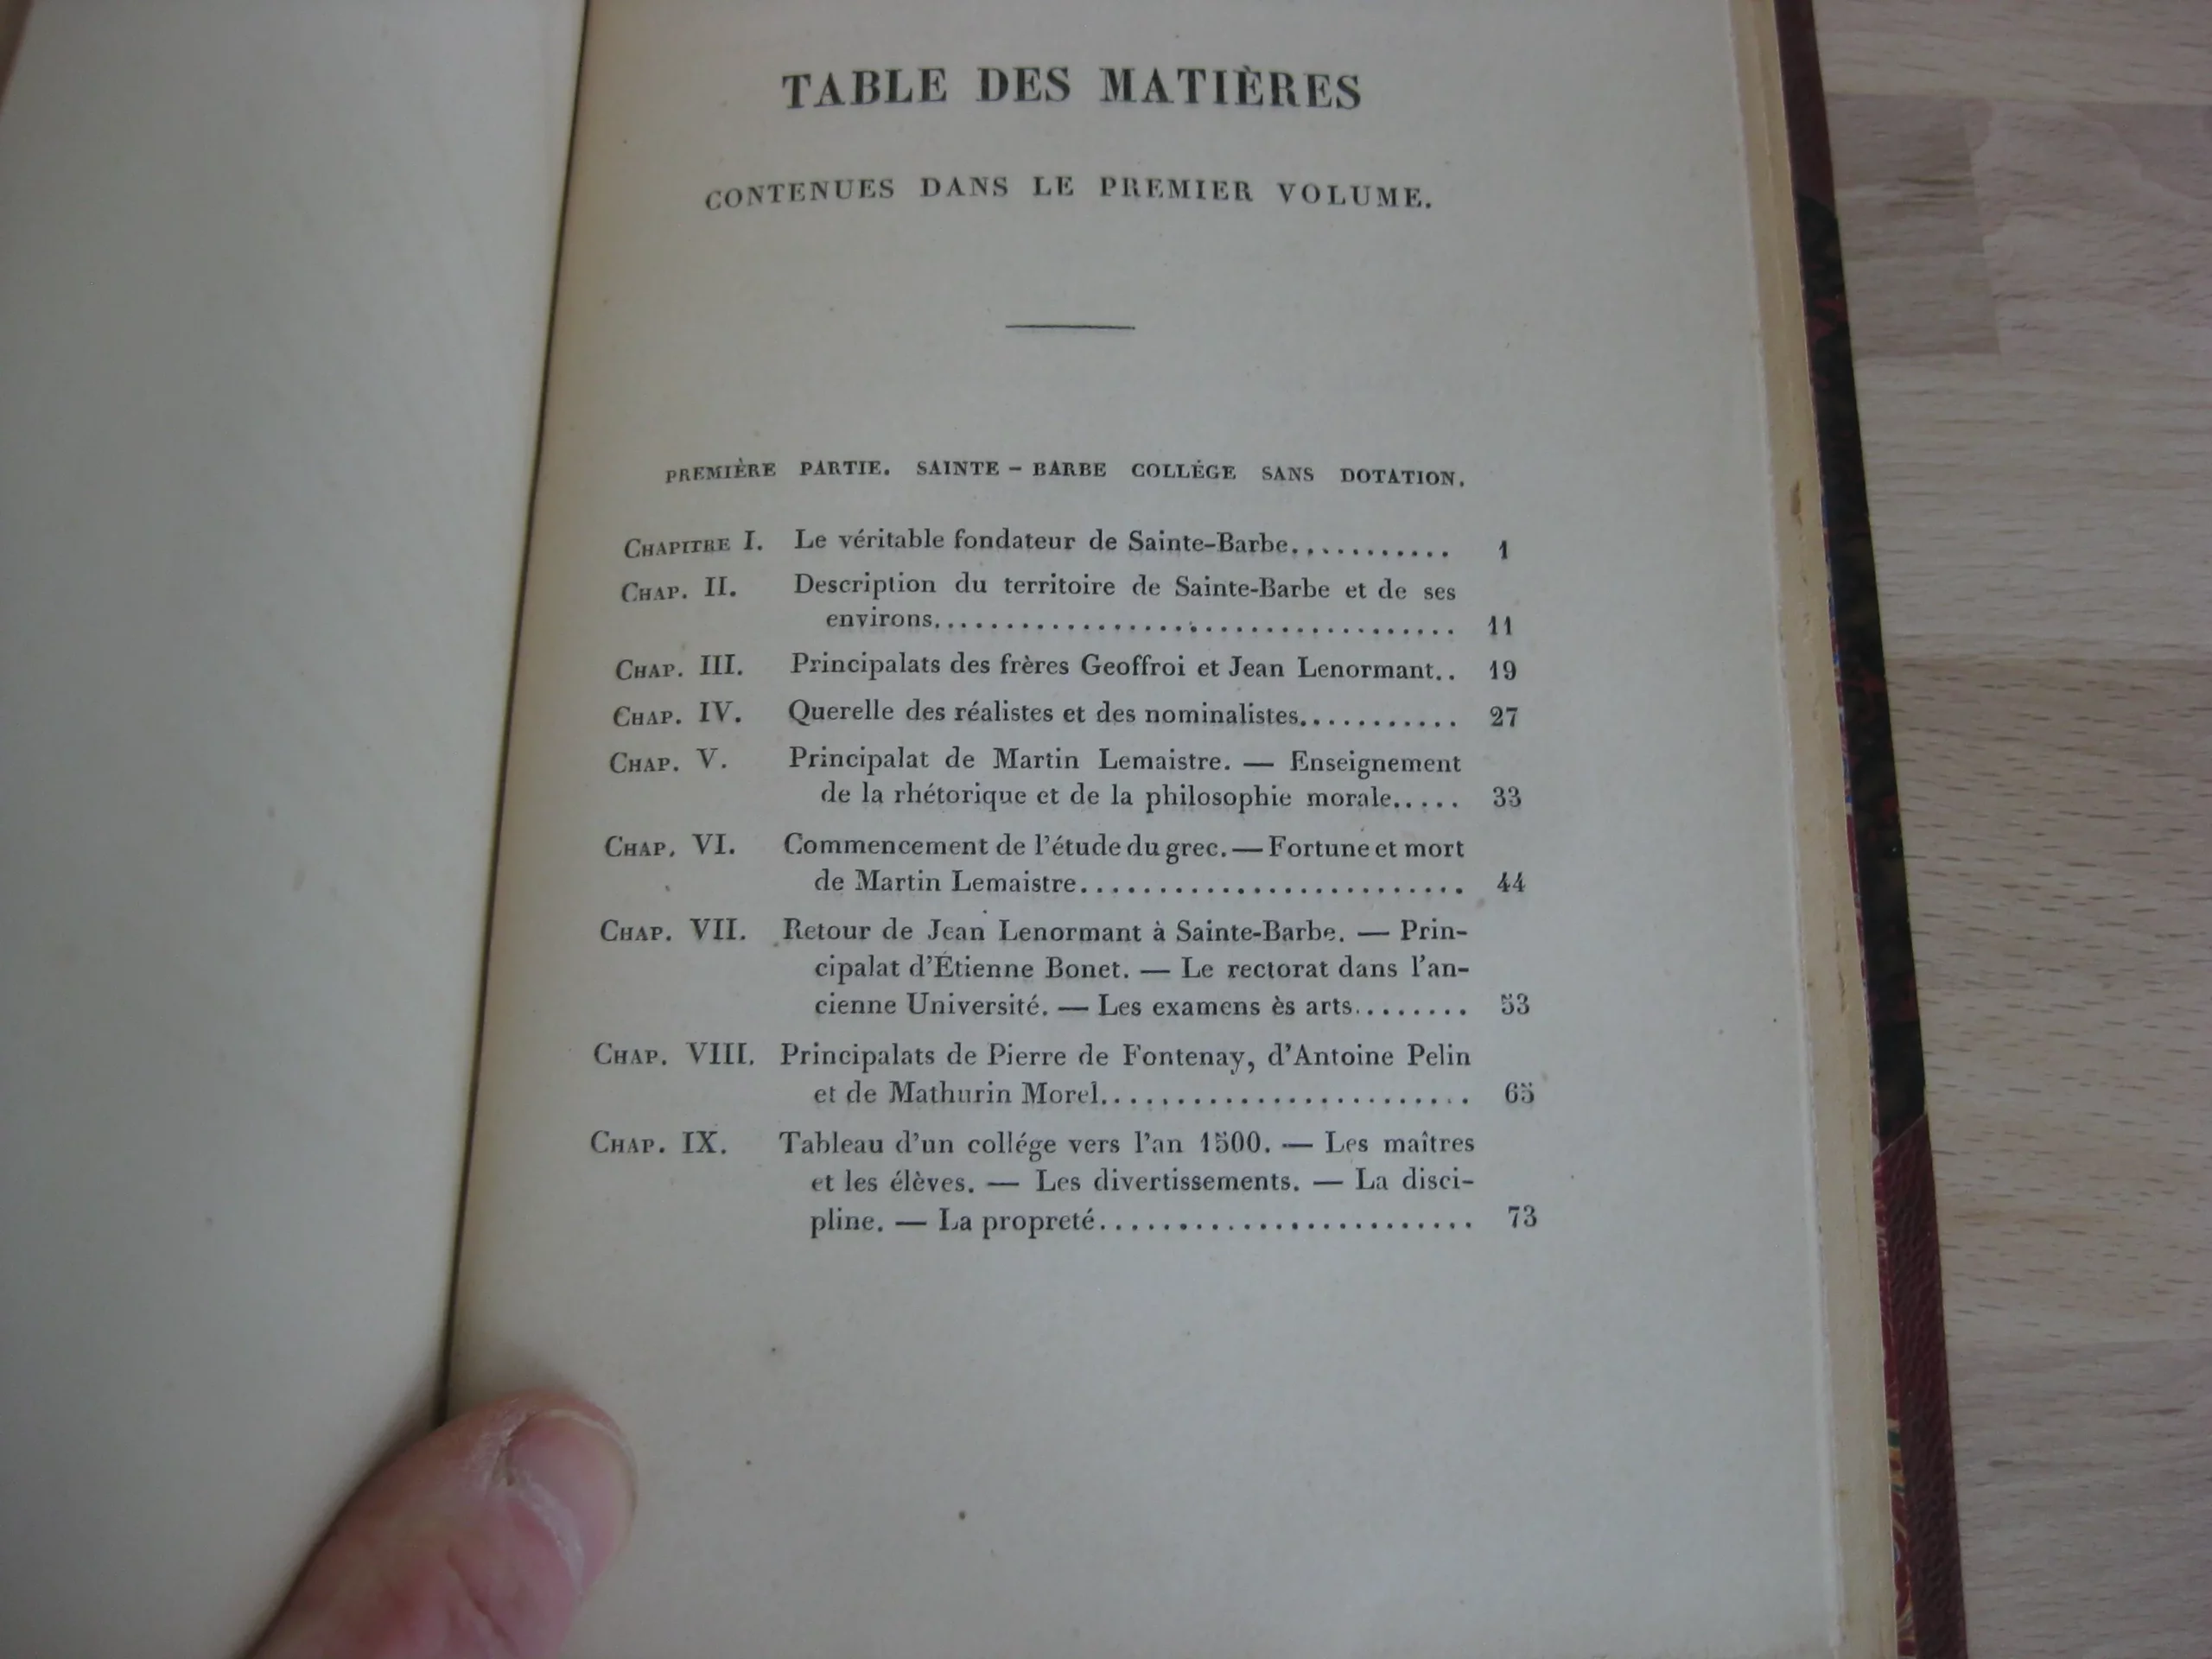 TABLE DES MATIÈRES
CONTENUES DANS LE PREMIER VOLUME.
PREMIÈRE PARTIE. SAINTE-BARBE COLLÉGE SANS DOTATION.
CHAPITRE I. Le véritable fondateur de Sainte-Barbe........... 1
CHAP. II. Description du territoire de Sainte-Barbe et de ses
environs................................. 11
CHAP. III. Principalats des frères Geoffroi et Jean Lenormant.. 19
CHAP. IV. Querelle des réalistes et des nominalistes........... 27
CHAP. V. Principalat de Martin Lemaistre. — Enseignement
de la rhétorique et de la philosophie morale..... 33
CHAP. VI. Commencement de l'étude du grec. — Fortune et mort
de Martin Lemaistre......................... 44
CHAP. VII. Retour de Jean Lenormant à Sainte-Barbe. — Prin-
cipalat d'Étienne Bonet. — Le rectorat dans l'an-
cienne Université. — Les examens ès arts........ 53
CHAP. VIII. Principalats de Pierre de Fontenay, d'Antoine Pelin
et de Mathurin Morel........................ 65
CHAP. IX. Tableau d'un collége vers l'an 1500. — Les maîtres
et les élèves. — Les divertissements. — La disci-
pline. — La propreté........................ 73